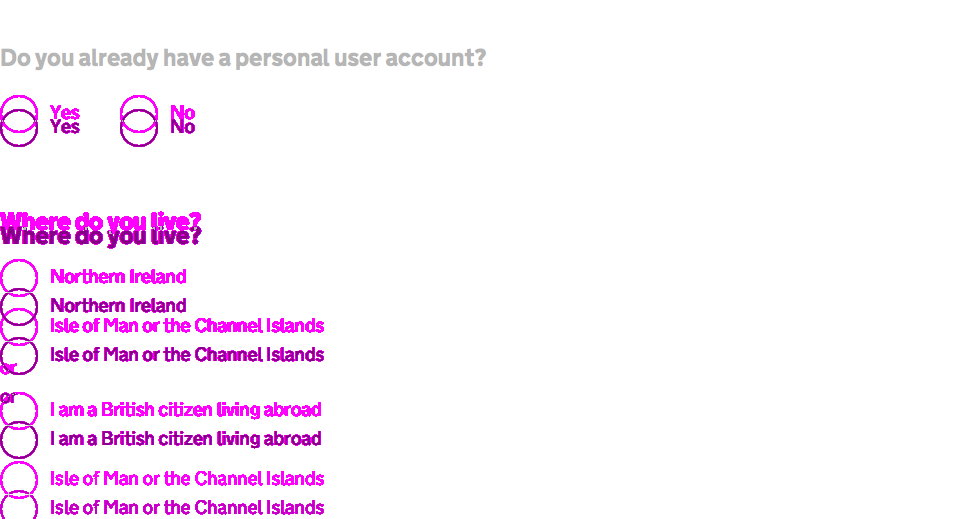 Do you already have a personal user account?
Yes No
Yes No
Where do you live?
Where do you live?
Northern Ireland
Northern Ireland
Isle of Man or the Channel Islands
Isle of Man or the Channel Islands
or
or
I am a British citizen living abroad
I am a British citizen living abroad
Isle of Man or the Channel Islands
Isle of Man or the Channel Islands